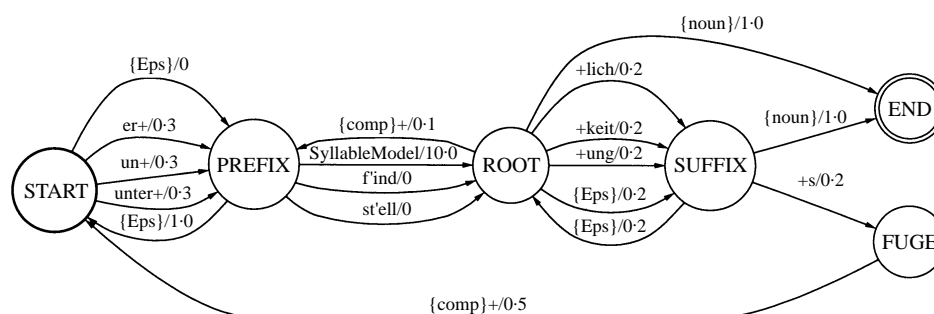 {noun}/1·0
{Eps}/0
+lich/0·2
er+/0·3
{comp}+/0·1
+keit/0·2
{noun}/1·0
END
un+/0·3
SyllableModel/10·0
+ung/0·2
START
PREFIX
ROOT
SUFFIX
unter+/0·3
f'ind/0
{Eps}/0·2
+s/0·2
{Eps}/1·0
st'ell/0
{Eps}/0·2
FUGE
{comp}+/0·5